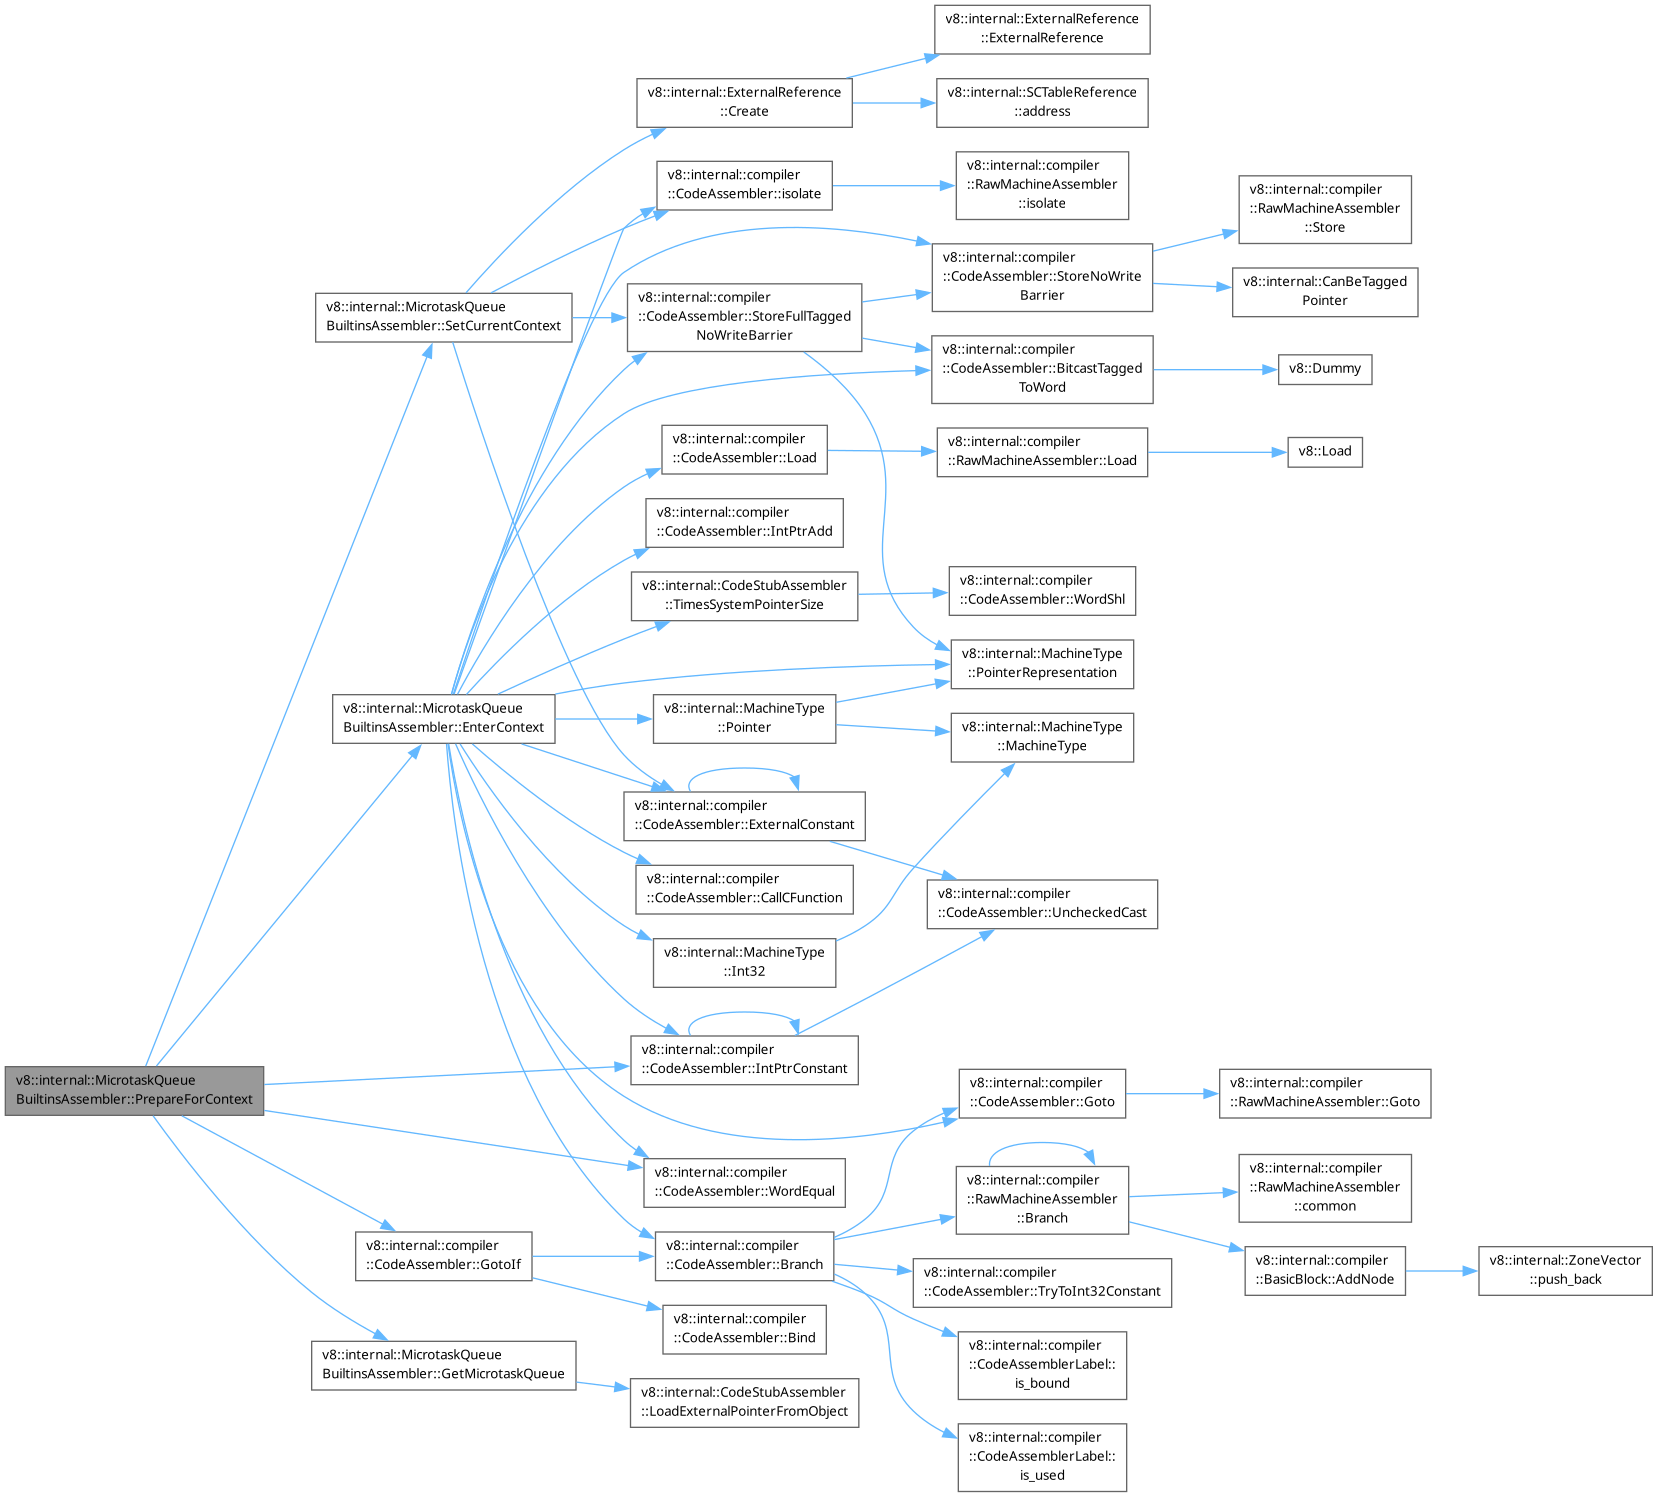 v8::internal::ExternalReference
::ExternalReference
v8::internal::ExternalReference
::Create
v8::internal::SCTableReference
::address
v8::internal::compiler
::CodeAssembler::isolate
v8::internal::compiler
::RawMachineAssembler
::isolate
v8::internal::compiler
::RawMachineAssembler
::Store
v8::internal::compiler
::CodeAssembler::StoreNoWrite
Barrier
v8::internal::CanBeTagged
Pointer
v8::internal::MicrotaskQueue
BuiltinsAssembler::SetCurrentContext
v8::internal::compiler
::CodeAssembler::StoreFullTagged
NoWriteBarrier
v8::internal::compiler
::CodeAssembler::BitcastTagged
ToWord
v8::Dummy
v8::internal::compiler
::CodeAssembler::Load
v8::internal::compiler
::RawMachineAssembler::Load
v8::Load
v8::internal::compiler
::CodeAssembler::IntPtrAdd
v8::internal::CodeStubAssembler
::TimesSystemPointerSize
v8::internal::compiler
::CodeAssembler::WordShl
v8::internal::MachineType
::PointerRepresentation
v8::internal::MicrotaskQueue
BuiltinsAssembler::EnterContext
v8::internal::MachineType
::Pointer
v8::internal::MachineType
::MachineType
v8::internal::compiler
::CodeAssembler::ExternalConstant
v8::internal::compiler
::CodeAssembler::CallCFunction
v8::internal::compiler
::CodeAssembler::UncheckedCast
v8::internal::MachineType
::Int32
v8::internal::compiler
::CodeAssembler::IntPtrConstant
v8::internal::MicrotaskQueue
BuiltinsAssembler::PrepareForContext
v8::internal::compiler
::CodeAssembler::Goto
v8::internal::compiler
::RawMachineAssembler::Goto
v8::internal::compiler
::CodeAssembler::WordEqual
v8::internal::compiler
::RawMachineAssembler
::Branch
v8::internal::compiler
::RawMachineAssembler
::common
v8::internal::compiler
::CodeAssembler::GotoIf
v8::internal::compiler
::CodeAssembler::Branch
v8::internal::compiler
::CodeAssembler::TryToInt32Constant
v8::internal::compiler
::BasicBlock::AddNode
v8::internal::ZoneVector
::push_back
v8::internal::compiler
::CodeAssembler::Bind
v8::internal::compiler
::CodeAssemblerLabel::
is_bound
v8::internal::MicrotaskQueue
BuiltinsAssembler::GetMicrotaskQueue
v8::internal::CodeStubAssembler
::LoadExternalPointerFromObject
v8::internal::compiler
::CodeAssemblerLabel::
is_used